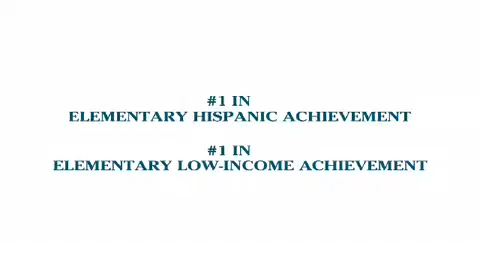 #1 IN
ELEMENTARY HISPANIC ACHIEVEMENT
#1 IN
ELEMENTARY LOW-INCOME ACHIEVEMENT